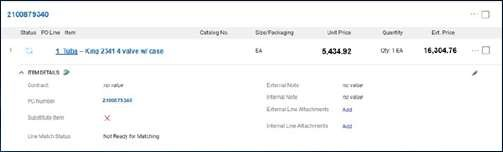 2100879340
Status PO Line Item Catalog No. Size/Packaging Unit Price Quantity Ext. Price
1 1 Tuba – King 2341 4 valve w/ case EA 5,434.92 Qty: 1 EA 16,304.76
ITEM DETAILS
Contract: no value External Note no value
Internal Note no value
PO Number 2100879340 External Line Attachments Add
Substitute Item Internal Line Attachments Add
Line Match Status Not Ready for Matching